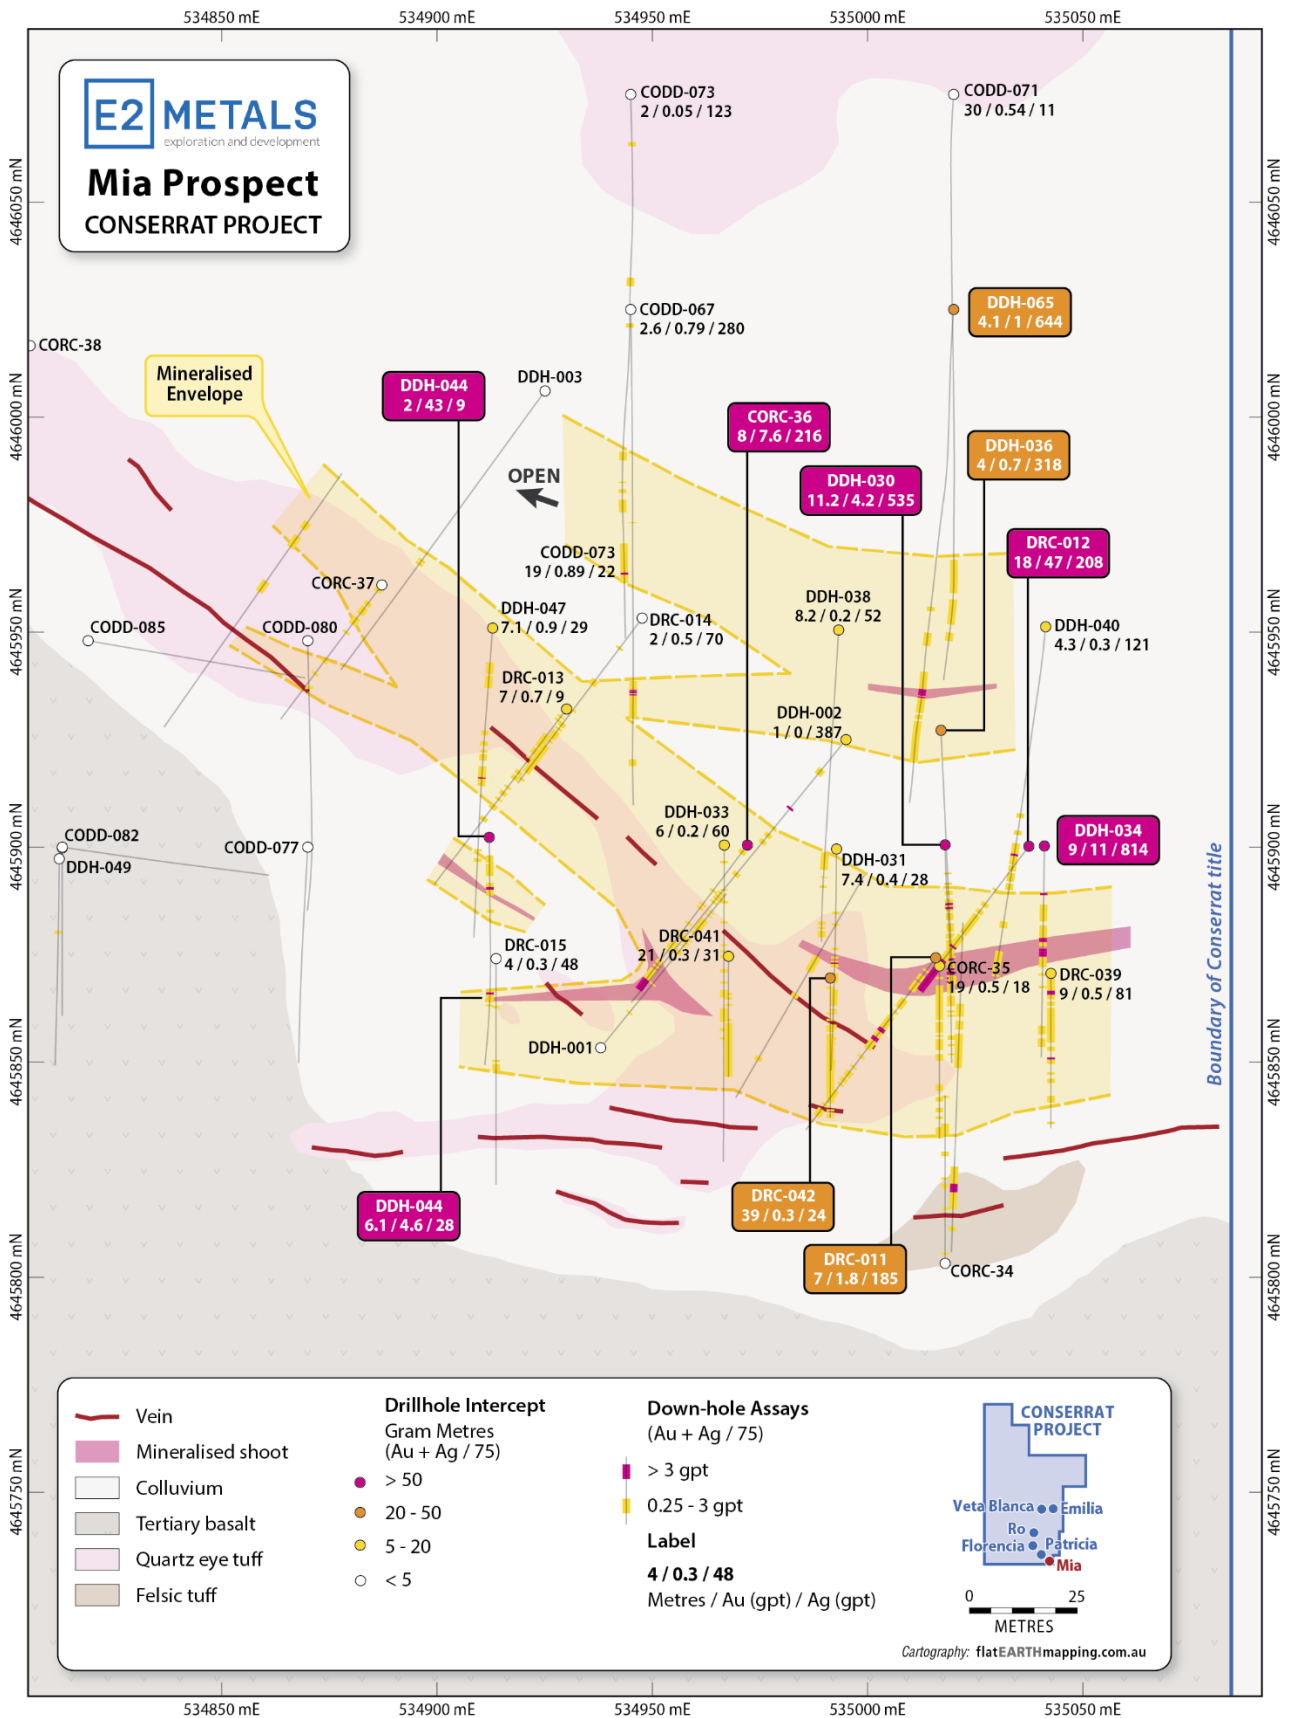 534850 mE
534900 mE
534950 mE
535000 mE
535050 mE
E2 METALS
exploration and development
Mia Prospect
CONSERRAT PROJECT
4646050 mN
4646050 mN
4646000 mN
4646000 mN
4645950 mN
4645950 mN
4645900 mN
4645900 mN
4645850 mN
4645850 mN
4645800 mN
4645800 mN
4645750 mN
4645750 mN
CODD-073
2 / 0.05 / 123
CODD-071
30 / 0.54 / 11
CODD-067
2.6 / 0.79 / 280
DDH-065
4.1 / 1 / 644
CORC-38
Mineralised
Envelope
DDH-044
2 / 43 / 9
DDH-003
CORC-36
8 / 7.6 / 216
DDH-036
4 / 0.7 / 318
OPEN
DDH-030
11.2 / 4.2 / 535
DRC-012
18 / 47 / 208
CODD-073
19 / 0.89 / 22
CORC-37
DDH-047
7.1 / 0.9 / 29
DRC-014
2 / 0.5 / 70
DDH-038
8.2 / 0.2 / 52
DDH-040
4.3 / 0.3 / 121
CODD-085
CODD-080
DRC-013
7 / 0.7 / 9
DDH-002
1 / 0 / 387
DDH-033
6 / 0.2 / 60
DDH-034
9 / 11 / 814
CODD-082
DDH-049
CODD-077
DDH-031
7.4 / 0.4 / 28
Boundary of Conserrat title
DRC-015
4 / 0.3 / 48
DRC-041
21 / 0.3 / 31
CORC-35
19 / 0.5 / 18
DRC-039
9 / 0.5 / 81
DDH-001
DDH-044
6.1 / 4.6 / 28
DRC-042
39 / 0.3 / 24
DRC-011
7 / 1.8 / 185
CORC-34
Vein
Mineralised shoot
Colluvium
Tertiary basalt
Quartz eye tuff
Felsic tuff
Drillhole Intercept
Gram Metres
(Au + Ag / 75)
> 50
20 - 50
5 - 20
< 5
Down-hole Assays
(Au + Ag / 75)
> 3 gpt
0.25 - 3 gpt
Label
4 / 0.3 / 48
Metres / Au (gpt) / Ag (gpt)
CONSERRAT
PROJECT
Veta Blanca
Emilia
Ro
Florencia
Patricia
Mia
0
25
METRES
Cartography: flatEARTHmapping.com.au
534850 mE
534900 mE
534950 mE
535000 mE
535050 mE